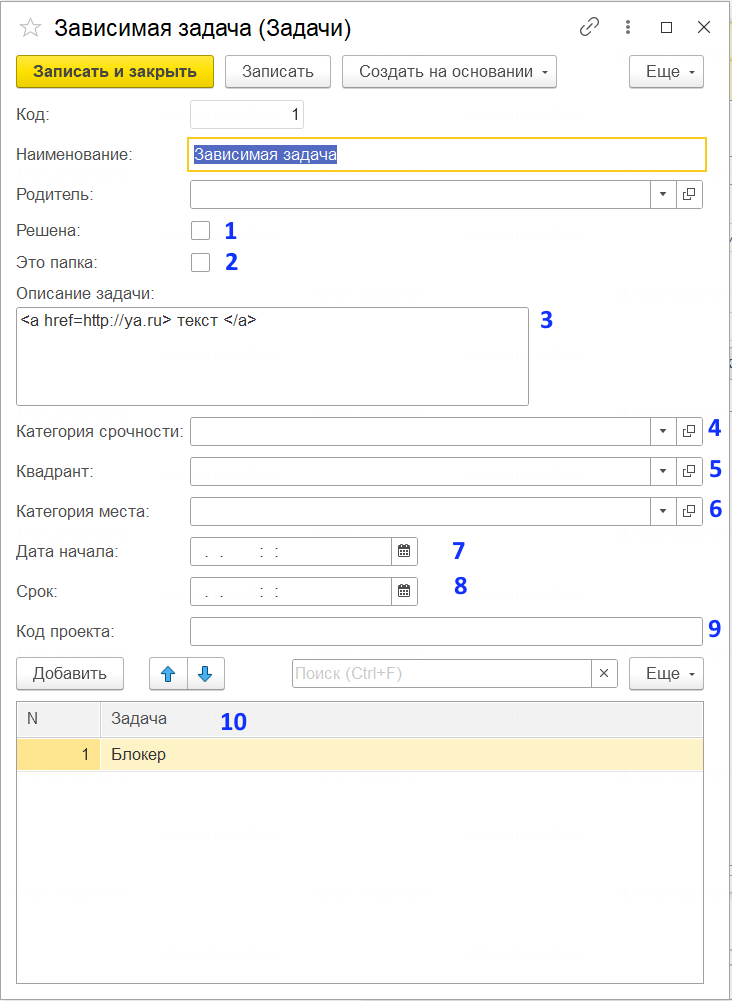 Зависимая задача (Задачи)
Записать и закрыть Записать Создать на основании Еще
Код: 1
Наименование: Зависимая задача
Родитель:
Решена: 1
Это папка: 2
Описание задачи:
<a href=http://ya.ru> текст </a> 3
Категория срочности: 4
Квадрант: 5
Категория места: 6
Дата начала: . . : : 7
Срок: . . : : 8
Код проекта: 9
Добавить Поиск (Ctrl+F) × Еще
N Задача 10
1 Блокер